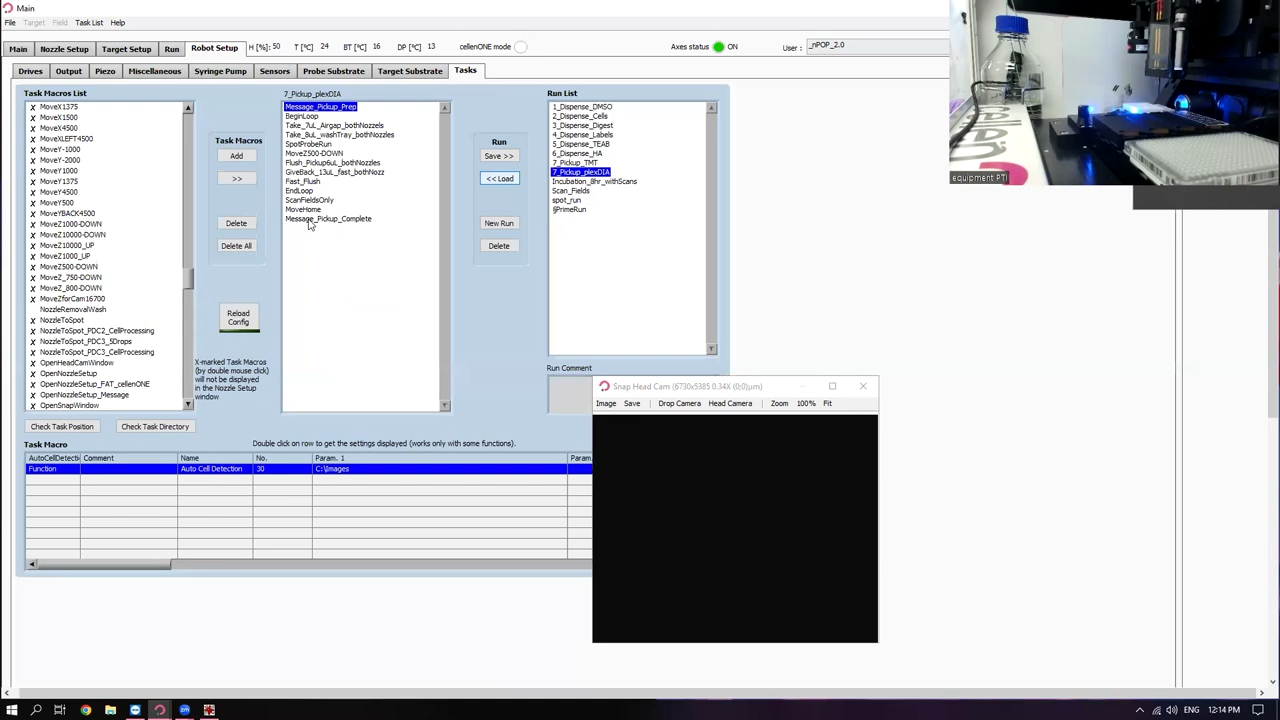 Main
File Target Field Task List Help
Main Nozzle Setup Target Setup Run Robot Setup H [%]: 50 T [°C] 24 BT [°C] 16 DP [°C] 13 cellenONE mode Axes status ON User : _nPOP_2.0
Drives Output Piezo Miscellaneous Syringe Pump Sensors Probe Substrate Target Substrate Tasks
Task Macros List
x MoveX1375
x MoveX1500
x MoveX4500
x MoveXLEFT4500
x MoveY-1000
x MoveY-2000
x MoveY1000
x MoveY1375
x MoveY4500
x MoveY500
x MoveYBACK4500
x MoveZ1000-DOWN
x MoveZ10000-DOWN
x MoveZ10000_UP
x MoveZ1000_UP
x MoveZ500-DOWN
x MoveZ_750-DOWN
x MoveZ_800-DOWN
x MoveZforCam16700
NozzleRemovalWash
x NozzleToSpot
x NozzleToSpot_PDC2_CellProcessing
x NozzleToSpot_PDC3_5Drops
x NozzleToSpot_PDC3_CellProcessing
x OpenHeadCamWindow
x OpenNozzleSetup
x OpenNozzleSetup_FAT_cellenONE
x OpenNozzleSetup_Message
x OpenSnapWindow
Check Task Position Check Task Directory
Task Macros
Add
>>
Delete
Delete All
Reload
Config
X-marked Task Macros
(by double mouse click)
will not be displayed
in the Nozzle Setup
window
7_Pickup_plexDIA
Message_Pickup_Prep
BeginLoop
Take_7uL_Airgap_bothNozzels
Take_8uL_washTray_bothNozzles
SpotProbeRun
MoveZ500-DOWN
Flush_Pickup6uL_bothNozzles
GiveBack_13uL_fast_bothNozz
Fast_Flush
EndLoop
ScanFieldsOnly
MoveHome
Message_Pickup_Complete
Run
Save >>
<< Load
New Run
Delete
Run List
1_Dispense_DMSO
2_Dispense_Cells
3_Dispense_Digest
4_Dispense_Labels
5_Dispense_TEAB
6_Dispense_HA
7_Pickup_TMT
7_Pickup_plexDIA
Incubation_8hr_withScans
Scan_Fields
spot_run
§PrimeRun
Run Comment
Task Macro
Double click on row to get the settings displayed (works only with some functions).
AutoCellDetecti Comment Name No. Param. 1 Param.
Function Auto Cell Detection 30 C:\Images
Snap Head Cam (6730x5385 0.34X (0;0)µm)
Image Save Drop Camera Head Camera Zoom 100% Fit
equipment PTI
12:14 PM